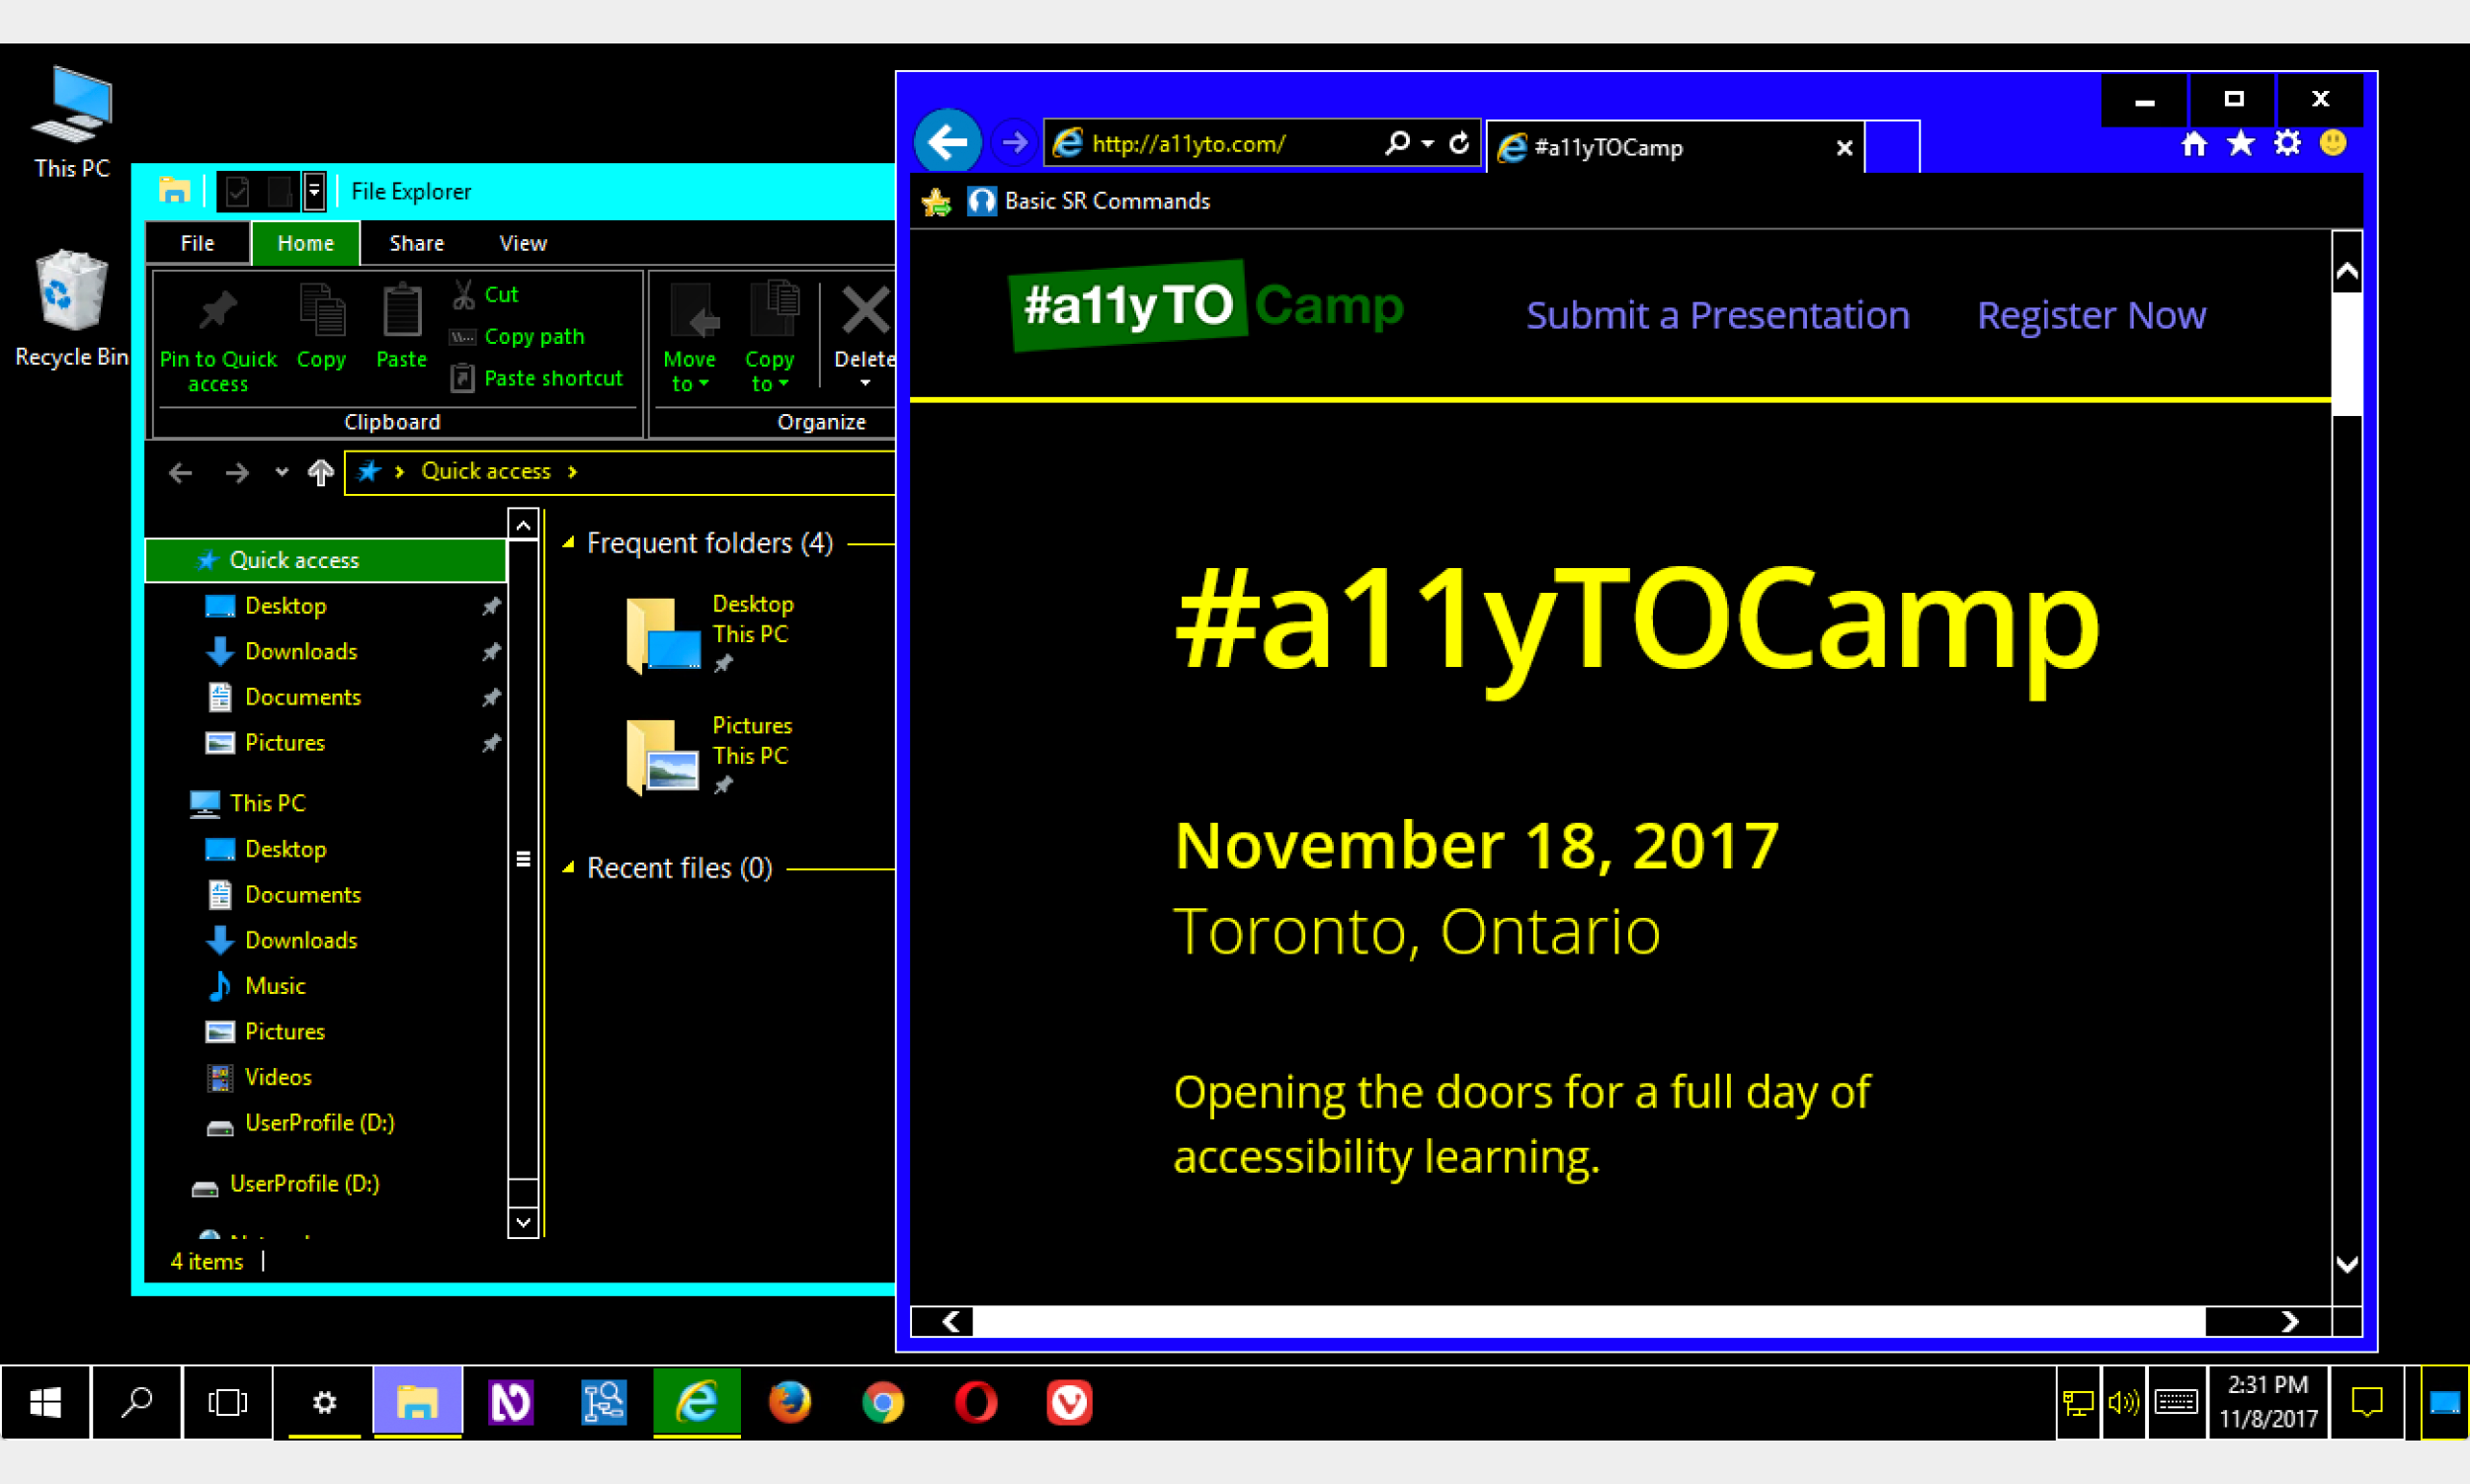 This PC
Recycle Bin
File Explorer
File Home Share View
Pin to Quick access
Copy
Paste
Cut
Copy path
Paste shortcut
Clipboard
Move to
Copy to
Delete
Organize
Quick access
Quick access
Desktop
Downloads
Documents
Pictures
This PC
Desktop
Documents
Downloads
Music
Pictures
Videos
UserProfile (D:)
UserProfile (D:)
4 items
Frequent folders (4)
Desktop
This PC
Pictures
This PC
Recent files (0)
http://a11yto.com/
#a11yTOCamp
Basic SR Commands
#a11yTO Camp
Submit a Presentation
Register Now
#a11yTOCamp
November 18, 2017
Toronto, Ontario
Opening the doors for a full day of
accessibility learning.
2:31 PM
11/8/2017